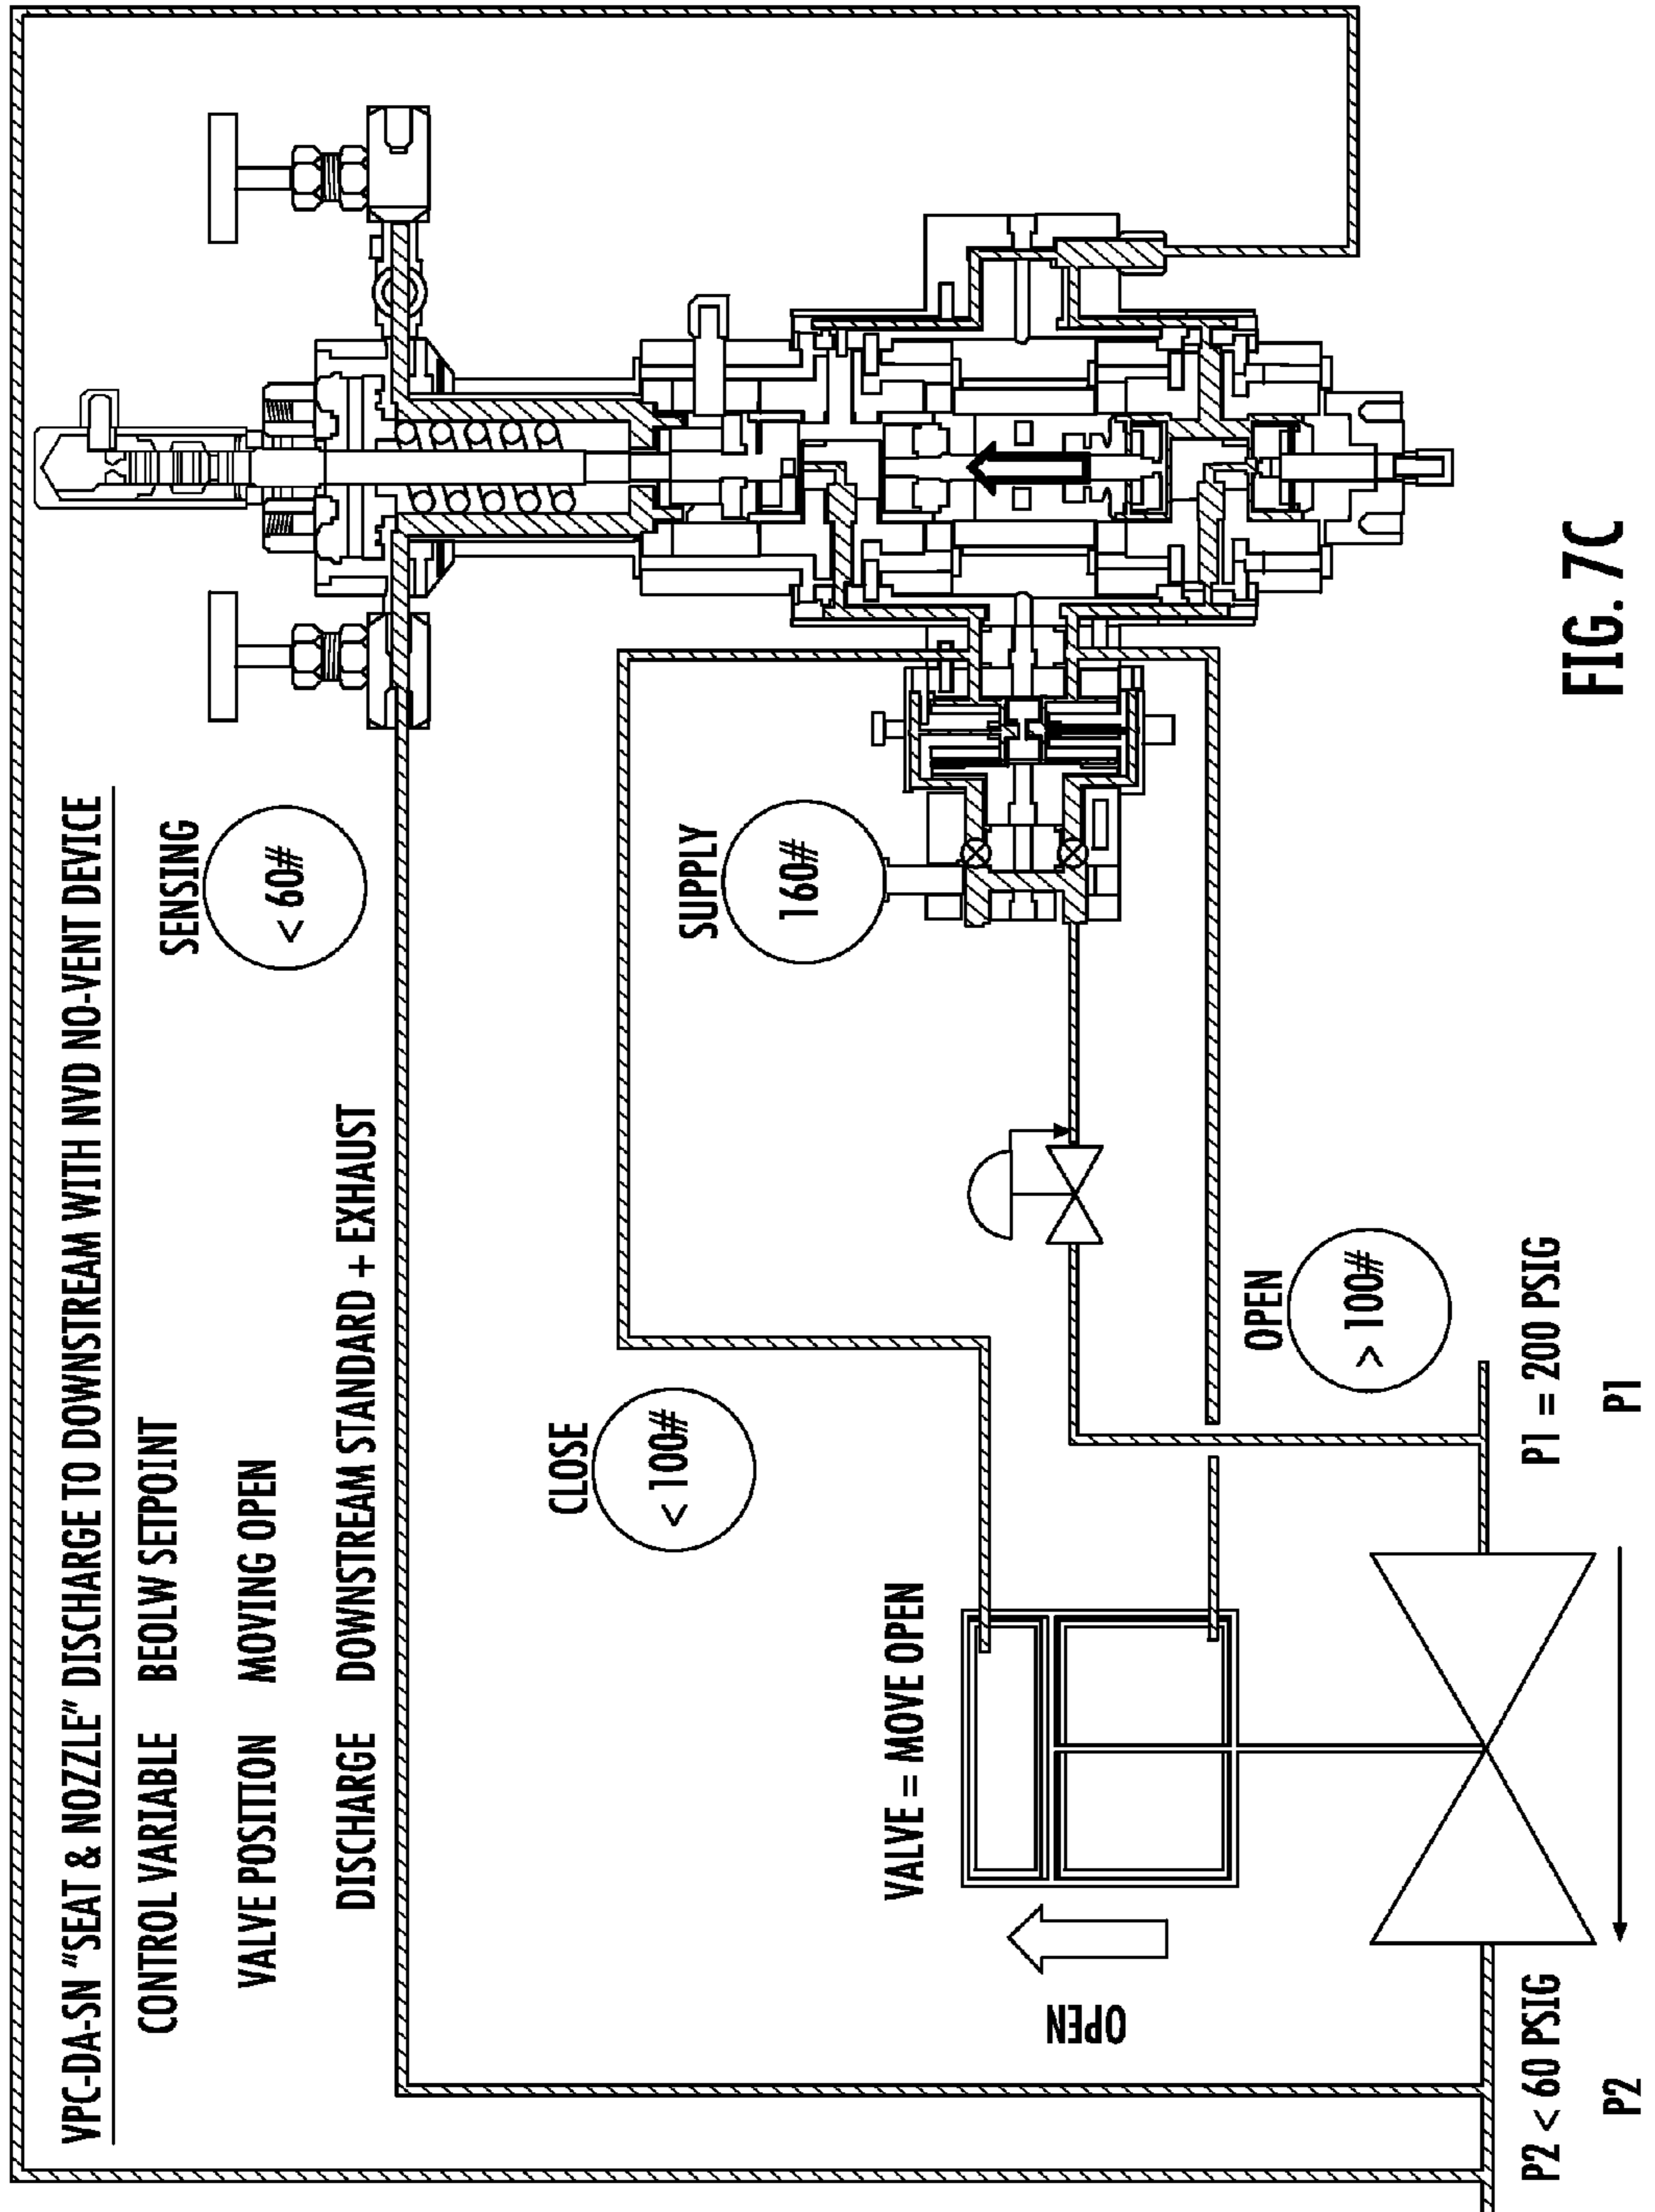 VPC-DA-SN "SEAT & NOZZLE" DISCHARGE TO DOWNSTREAM WITH NVD NO-VENT DEVICE
CONTROL VARIABLE BEOLW SETPOINT
VALVE POSITION MOVING OPEN
DISCHARGE DOWNSTREAM STANDARD + EXHAUST
SENSING
< 60#
CLOSE
< 100#
SUPPLY
160#
VALVE = MOVE OPEN
OPEN
OPEN
> 100#
P2 < 60 PSIG
P1 = 200 PSIG
P2
P1
FIG. 7C